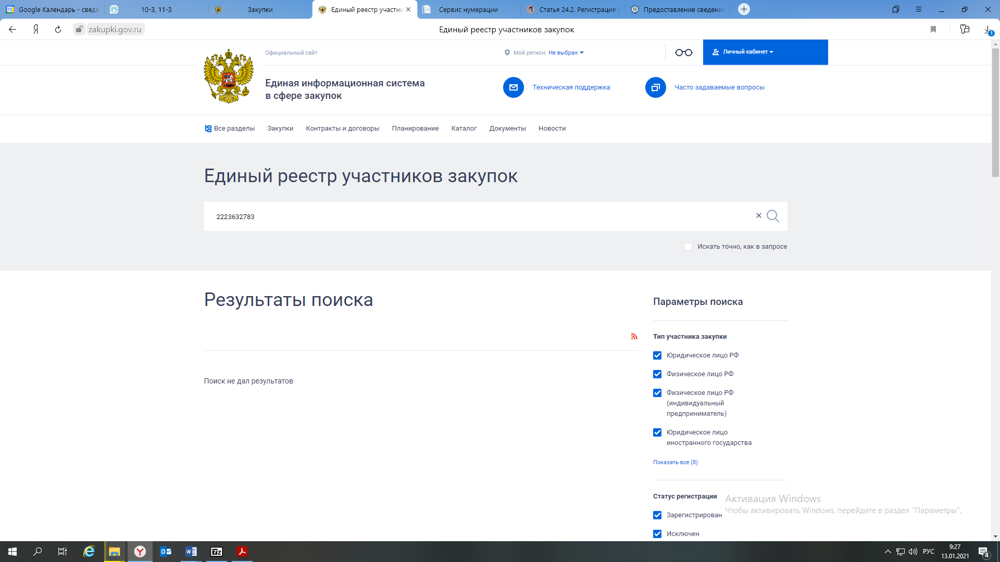 Google Календарь - сведе
10-3, 11-3
Закупки
Единый реестр участни
Сервис нумерации
Статья 24.2. Регистрация у
Предоставление сведений
zakupki.gov.ru
Единый реестр участников закупок
1
Официальный сайт
Мой регион: Не выбран
Личный кабинет
Единая информационная система
в сфере закупок
Техническая поддержка
Часто задаваемые вопросы
Все разделы
Закупки
Контракты и договоры
Планирование
Каталог
Документы
Новости
Единый реестр участников закупок
2223632783
Искать точно, как в запросе
Результаты поиска
Поиск не дал результатов
Параметры поиска
Тип участника закупки
Юридическое лицо РФ
Физическое лицо РФ
Физическое лицо РФ
(индивидуальный
предприниматель)
Юридическое лицо
иностранного государства
Показать все (8)
Статус регистрации
Зарегистрирован
Исключен
Активация Windows
Чтобы активировать Windows, перейдите в раздел "Параметры".
РУС
9:27
13.01.2021
4